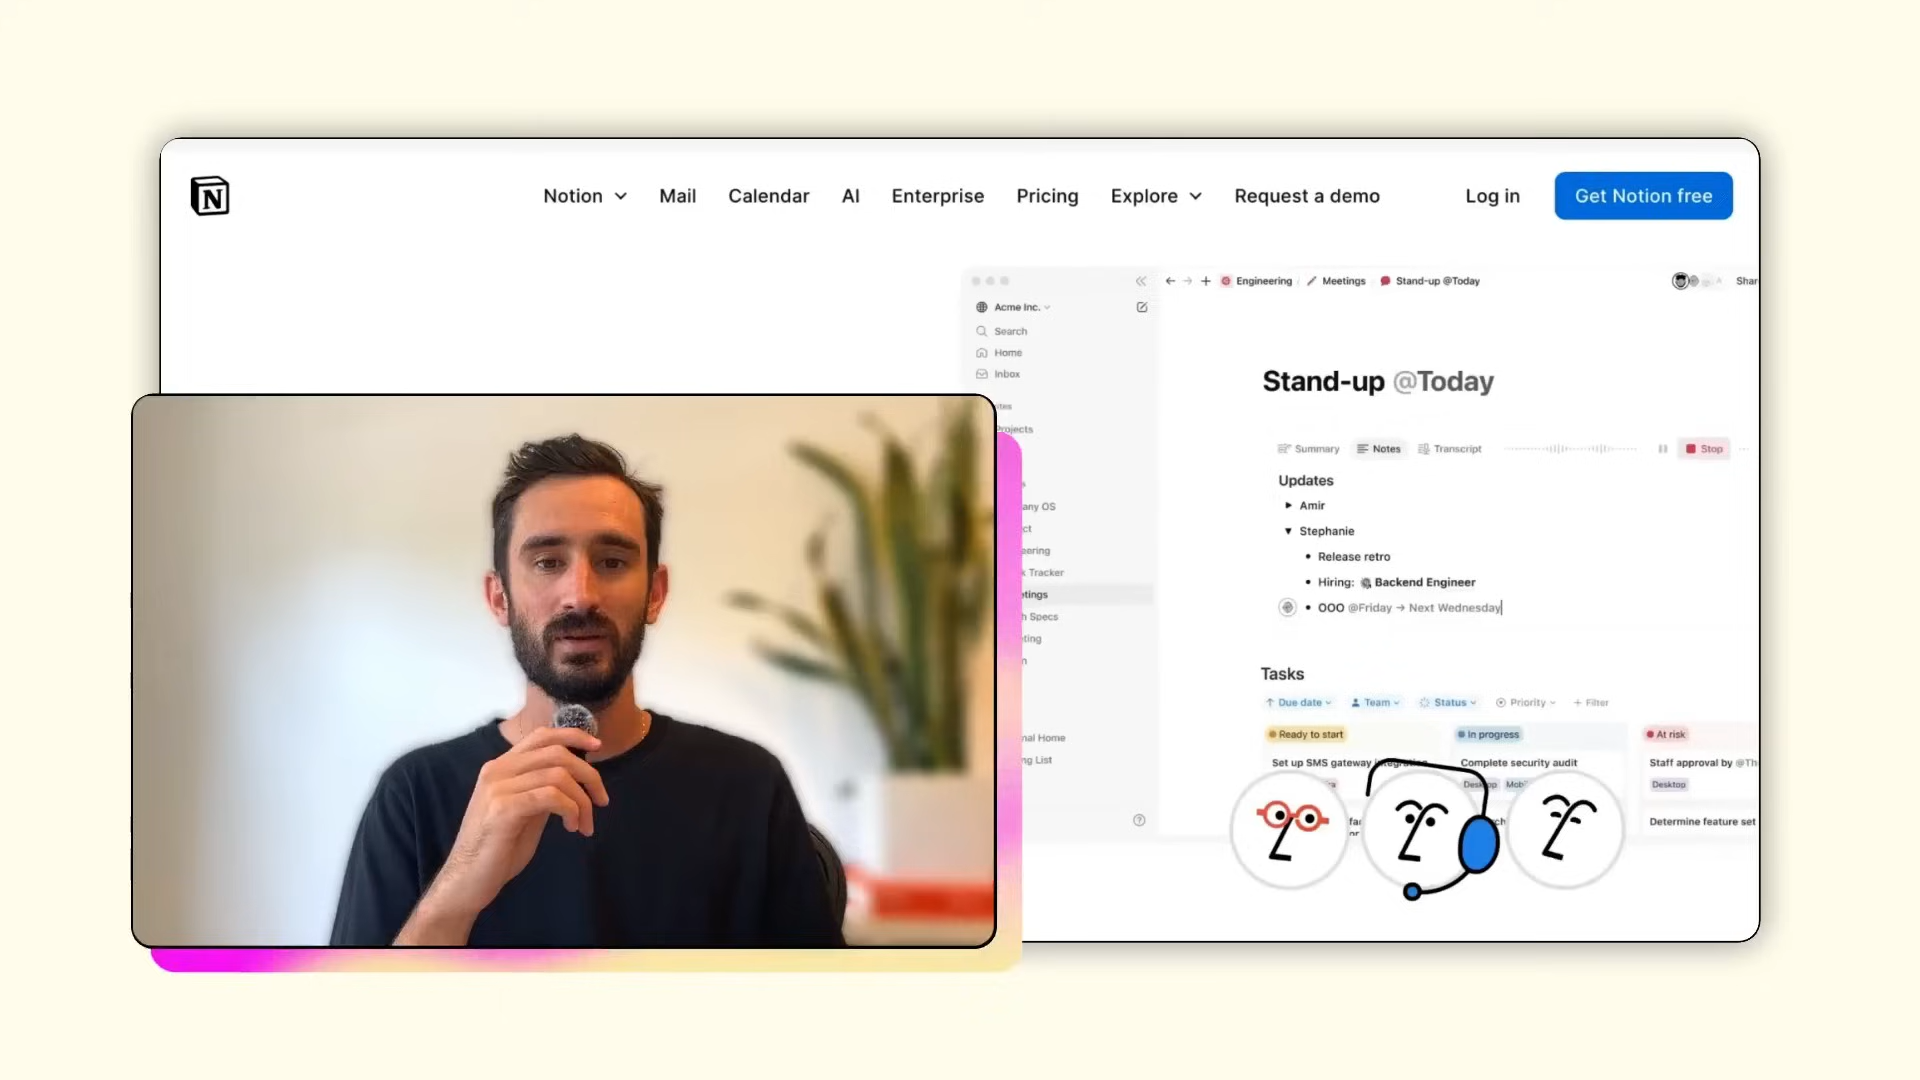 N
Notion Mail Calendar AI Enterprise Pricing Explore Request a demo Log in Get Notion free
Engineering / Meetings Stand-up @Today
Acme Inc.
Search
Home
Inbox
Projects
Stand-up @Today
Summary Notes Transcript Stop
Updates
Amir
Stephanie
Release retro
Hiring: Backend Engineer
OOO @Friday → Next Wednesday
Tasks
Due date Team Status Priority + Filter
Ready to start In progress At risk
Set up SMS gateway integration Complete security audit Staff approval by
Desktop
Determine feature set